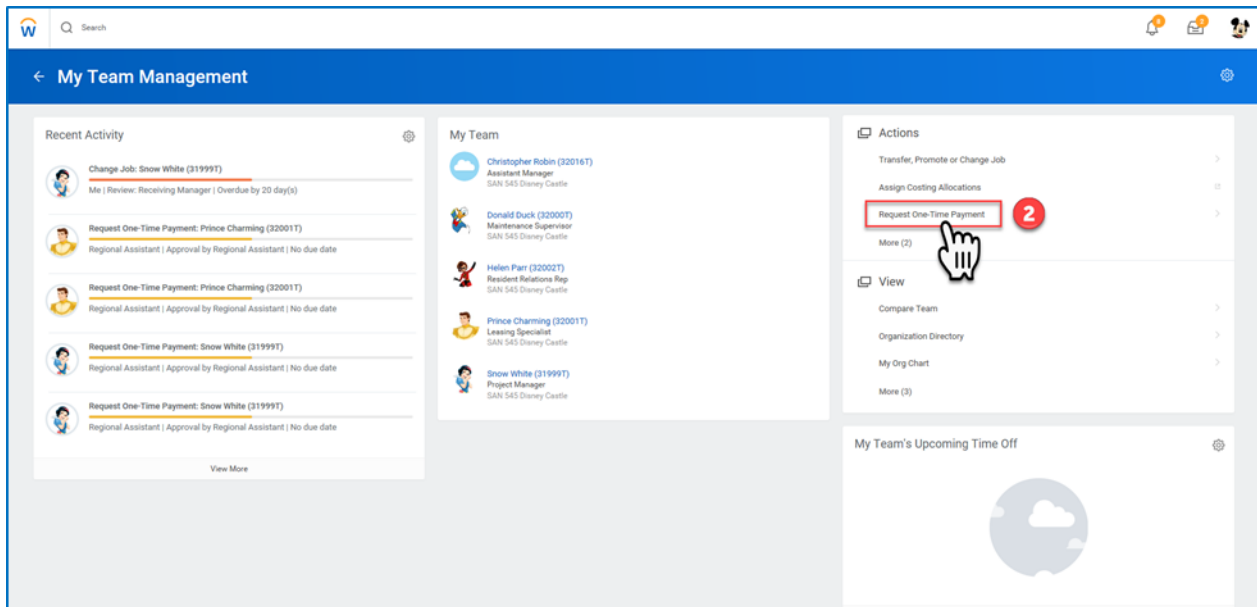 w
Search
My Team Management
Recent Activity
Change Job: Snow White (31999T)
Me | Review: Receiving Manager | Overdue by 20 day(s)
Request One-Time Payment: Prince Charming (32001T)
Regional Assistant | Approval by Regional Assistant | No due date
Request One-Time Payment: Prince Charming (32001T)
Regional Assistant | Approval by Regional Assistant | No due date
Request One-Time Payment: Snow White (31999T)
Regional Assistant | Approval by Regional Assistant | No due date
Request One-Time Payment: Snow White (31999T)
Regional Assistant | Approval by Regional Assistant | No due date
View More
My Team
Christopher Robin (32016T)
Assistant Manager
SAN 545 Disney Castle
Donald Duck (32000T)
Maintenance Supervisor
SAN 545 Disney Castle
Helen Parr (32002T)
Resident Relations Rep
SAN 545 Disney Castle
Prince Charming (32001T)
Leasing Specialist
SAN 545 Disney Castle
Snow White (31999T)
Project Manager
SAN 545 Disney Castle
Actions
Transfer, Promote or Change Job
Assign Costing Allocations
Request One-Time Payment
2
More (2)
View
Compare Team
Organization Directory
My Org Chart
More (3)
My Team's Upcoming Time Off